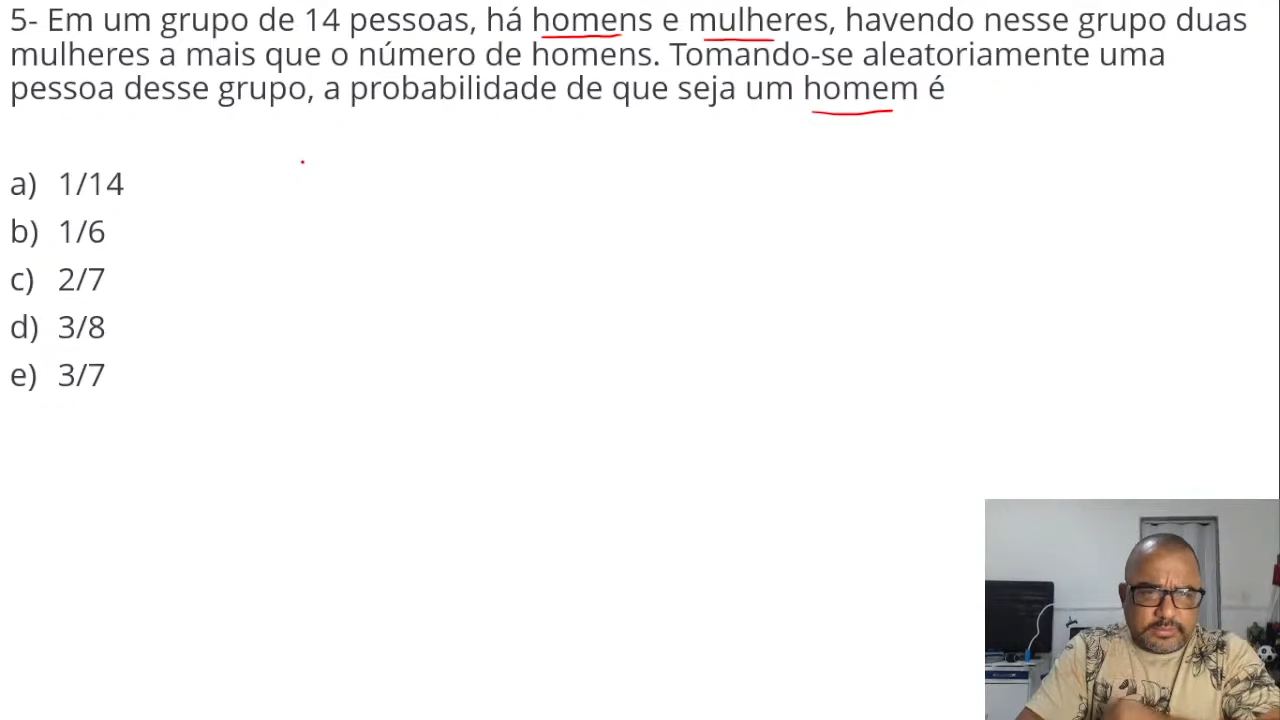 5- Em um grupo de 14 pessoas, há homens e mulheres, havendo nesse grupo duas
mulheres a mais que o número de homens. Tomando-se aleatoriamente uma
pessoa desse grupo, a probabilidade de que seja um homem é
a) 1/14
b) 1/6
c) 2/7
d) 3/8
e) 3/7